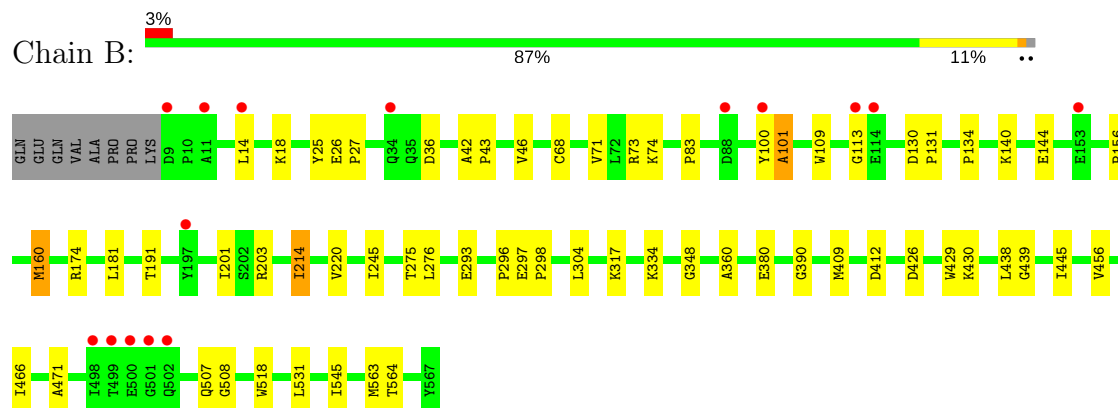 3%
Chain B:
87% 11% ••
GLN GLU GLN VAL ALA PRO PRO LYS D9 P10 A11 L14 K18 Y25 E26 P27 Q34 Q35 D36 A42 P43 V46 C68 V71 L72 R73 K74 P83 D88 Y100 A101 W109 G113 E114 D130 P131 P134 K140 E144 E153
M160 R174 L181 T191 Y197 I201 S202 R203 I214 V220 I245 T275 L276 E293 P296 E297 P298 L304 K317 K334 G348 A360 E380 G390 M409 D412 D426 W429 K430 L438 G439 I445 V456
I466 A471 I498 T499 E500 G501 Q502 Q507 G508 W518 L531 I545 M563 T564 Y567